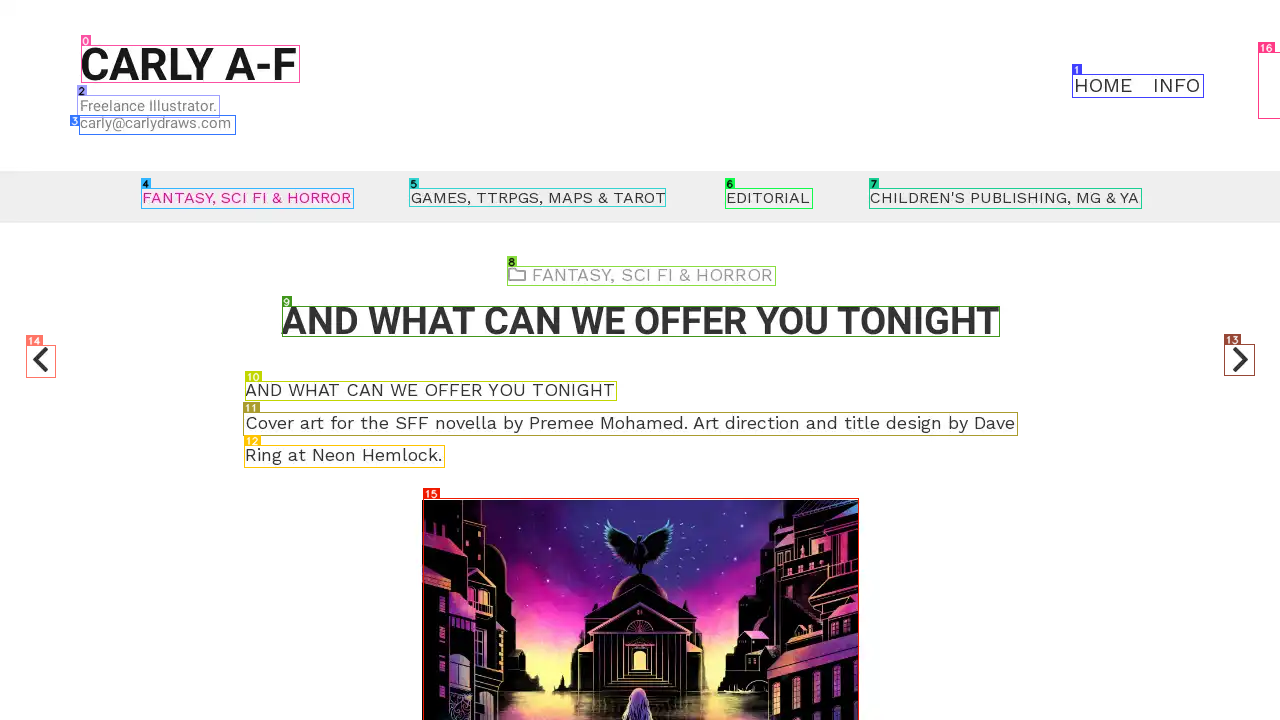 CARLY A-F
HOME INFO
Freelance Illustrator.
carly@carlydraws.com
FANTASY, SCI FI & HORROR
GAMES, TTRPGS, MAPS & TAROT
EDITORIAL
CHILDREN'S PUBLISHING, MG & YA
FANTASY, SCI FI & HORROR
AND WHAT CAN WE OFFER YOU TONIGHT
AND WHAT CAN WE OFFER YOU TONIGHT
Cover art for the SFF novella by Premee Mohamed. Art direction and title design by Dave
Ring at Neon Hemlock.